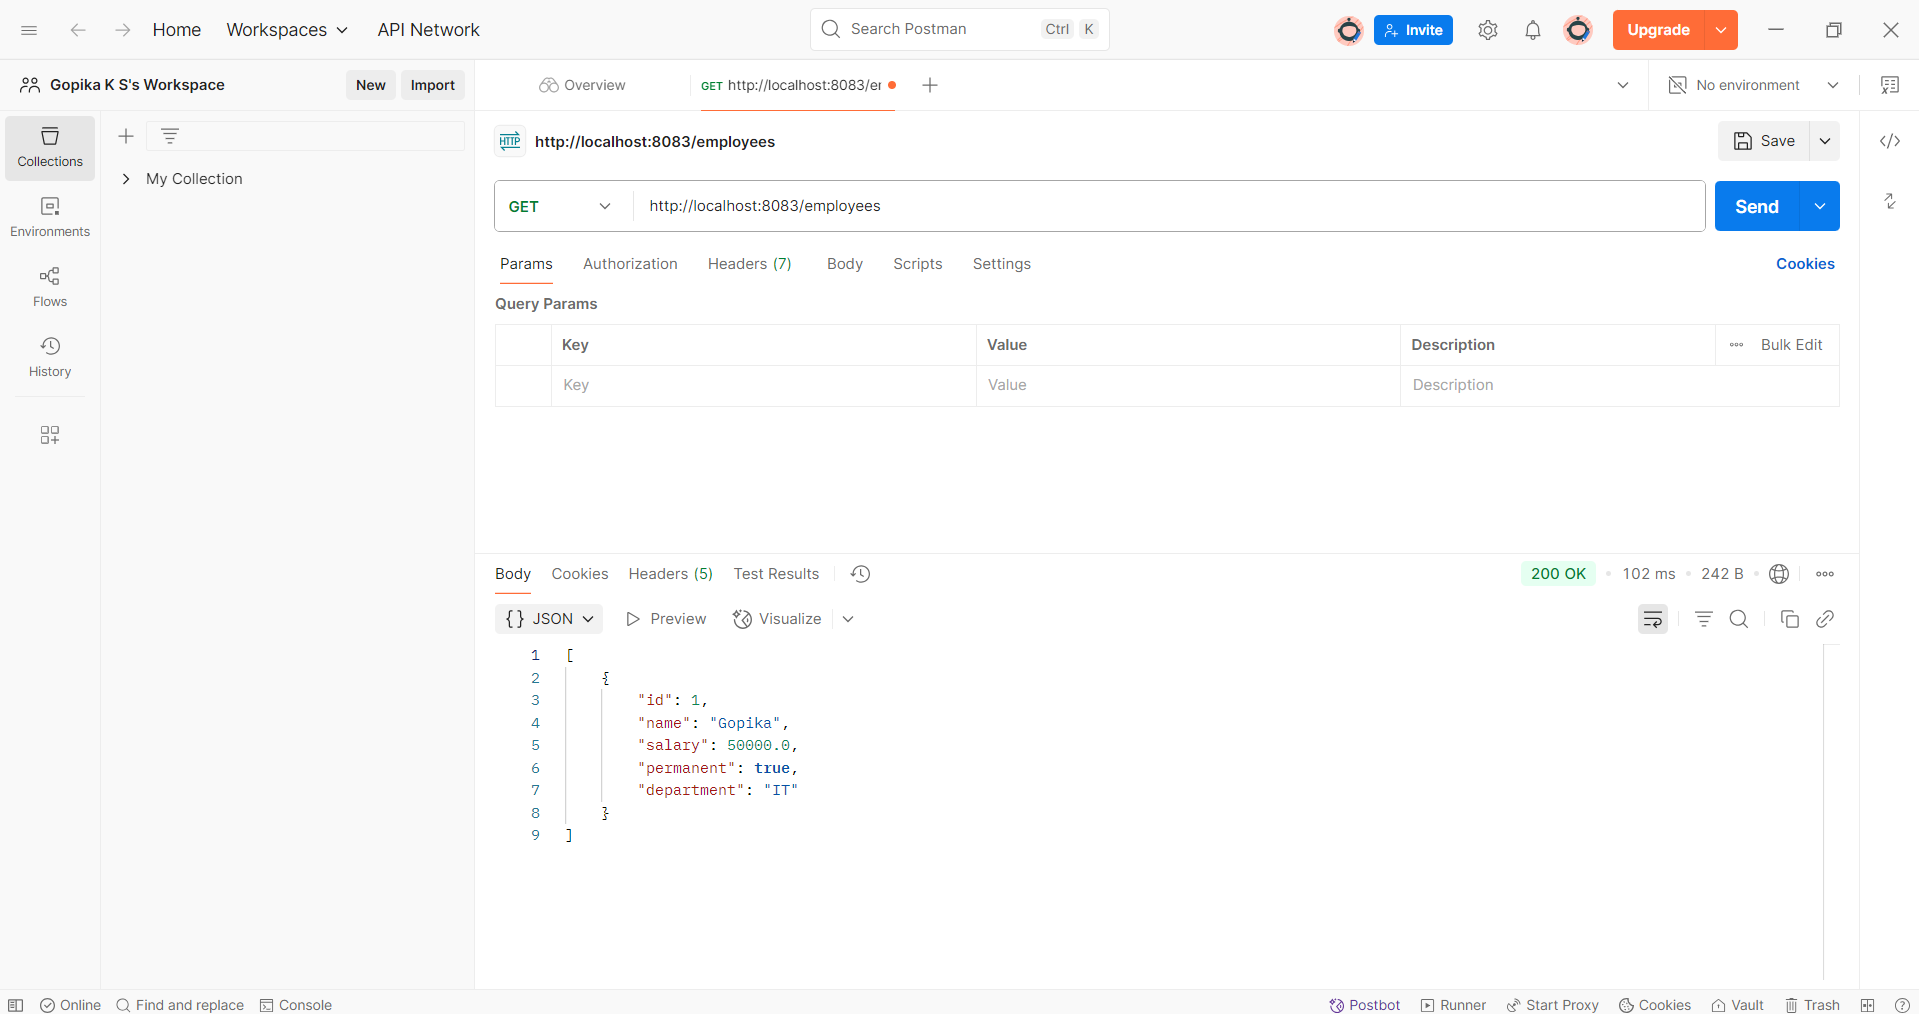 Home
Workspaces
API Network
Search Postman
Ctrl K
Invite
Upgrade
Gopika K S's Workspace
New
Import
Overview
GET http://localhost:8083/er
No environment
Collections
My Collection
HTTP http://localhost:8083/employees
Save
</>
Environments
GET
http://localhost:8083/employees
Send
Flows
Params
Authorization
Headers (7)
Body
Scripts
Settings
Cookies
Query Params
History
Key Value Description Bulk Edit
Key Value Description
Body
Cookies
Headers (5)
Test Results
200 OK
102 ms
242 B
{} JSON
Preview
Visualize
1 [
2 {
3 "id": 1,
4 "name": "Gopika",
5 "salary": 50000.0,
6 "permanent": true,
7 "department": "IT"
8 }
9 ]
Online
Find and replace
Console
Postbot
Runner
Start Proxy
Cookies
Vault
Trash